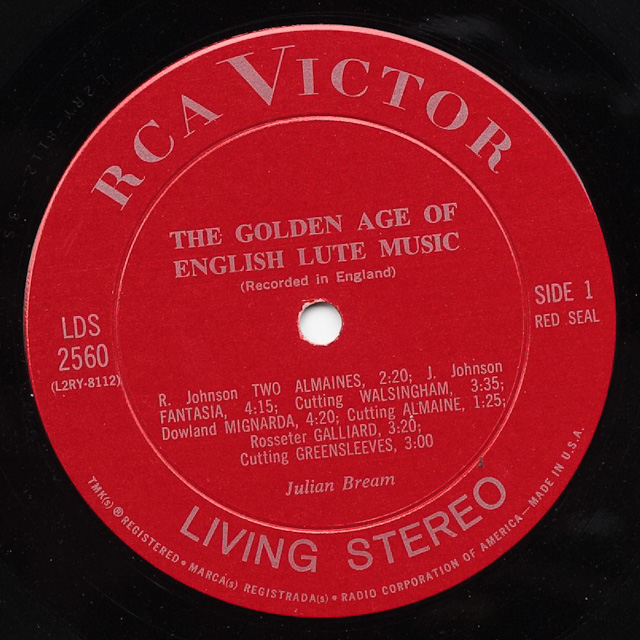 RCA VICTOR
THE GOLDEN AGE OF
ENGLISH LUTE MUSIC
(Recorded in England)
LDS
2560
(L2RY-8112)
SIDE 1
RED SEAL
R. Johnson TWO ALMAINES, 2:20; J. Johnson
FANTASIA, 4:15; Cutting WALSINGHAM, 3:35;
Dowland MIGNARDA, 4:20; Cutting ALMAINE, 1:25;
Rosseter GALLIARD, 3:20;
Cutting GREENSLEEVES, 3:00
Julian Bream
LIVING STEREO
TMK(s) ® REGISTERED • MARCA(s) REGISTRADA(s) • RADIO CORPORATION OF AMERICA—MADE IN U.S.A.